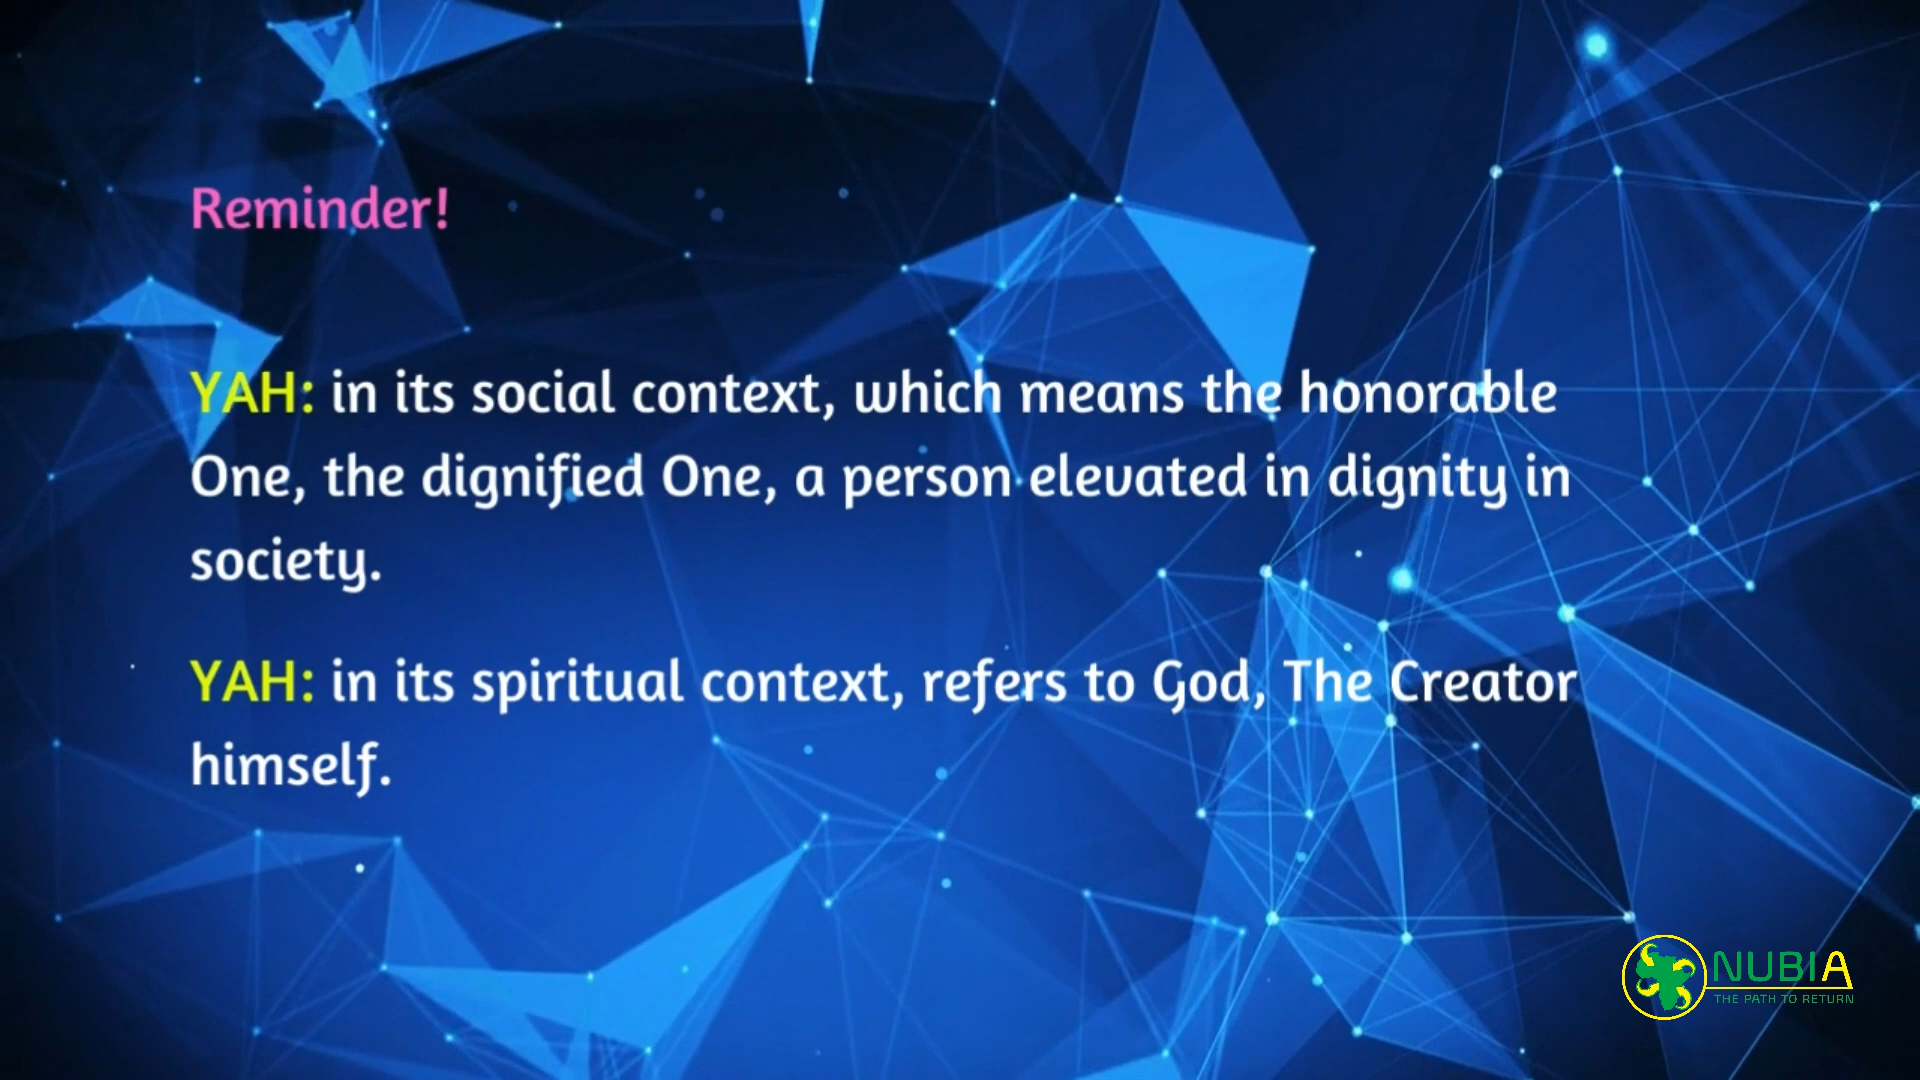 Reminder!
YAH: in its social context, which means the honorable
One, the dignified One, a person elevated in dignity in
society.
YAH: in its spiritual context, refers to God, The Creator
himself.
NUBIA
THE PATH TO RETURN